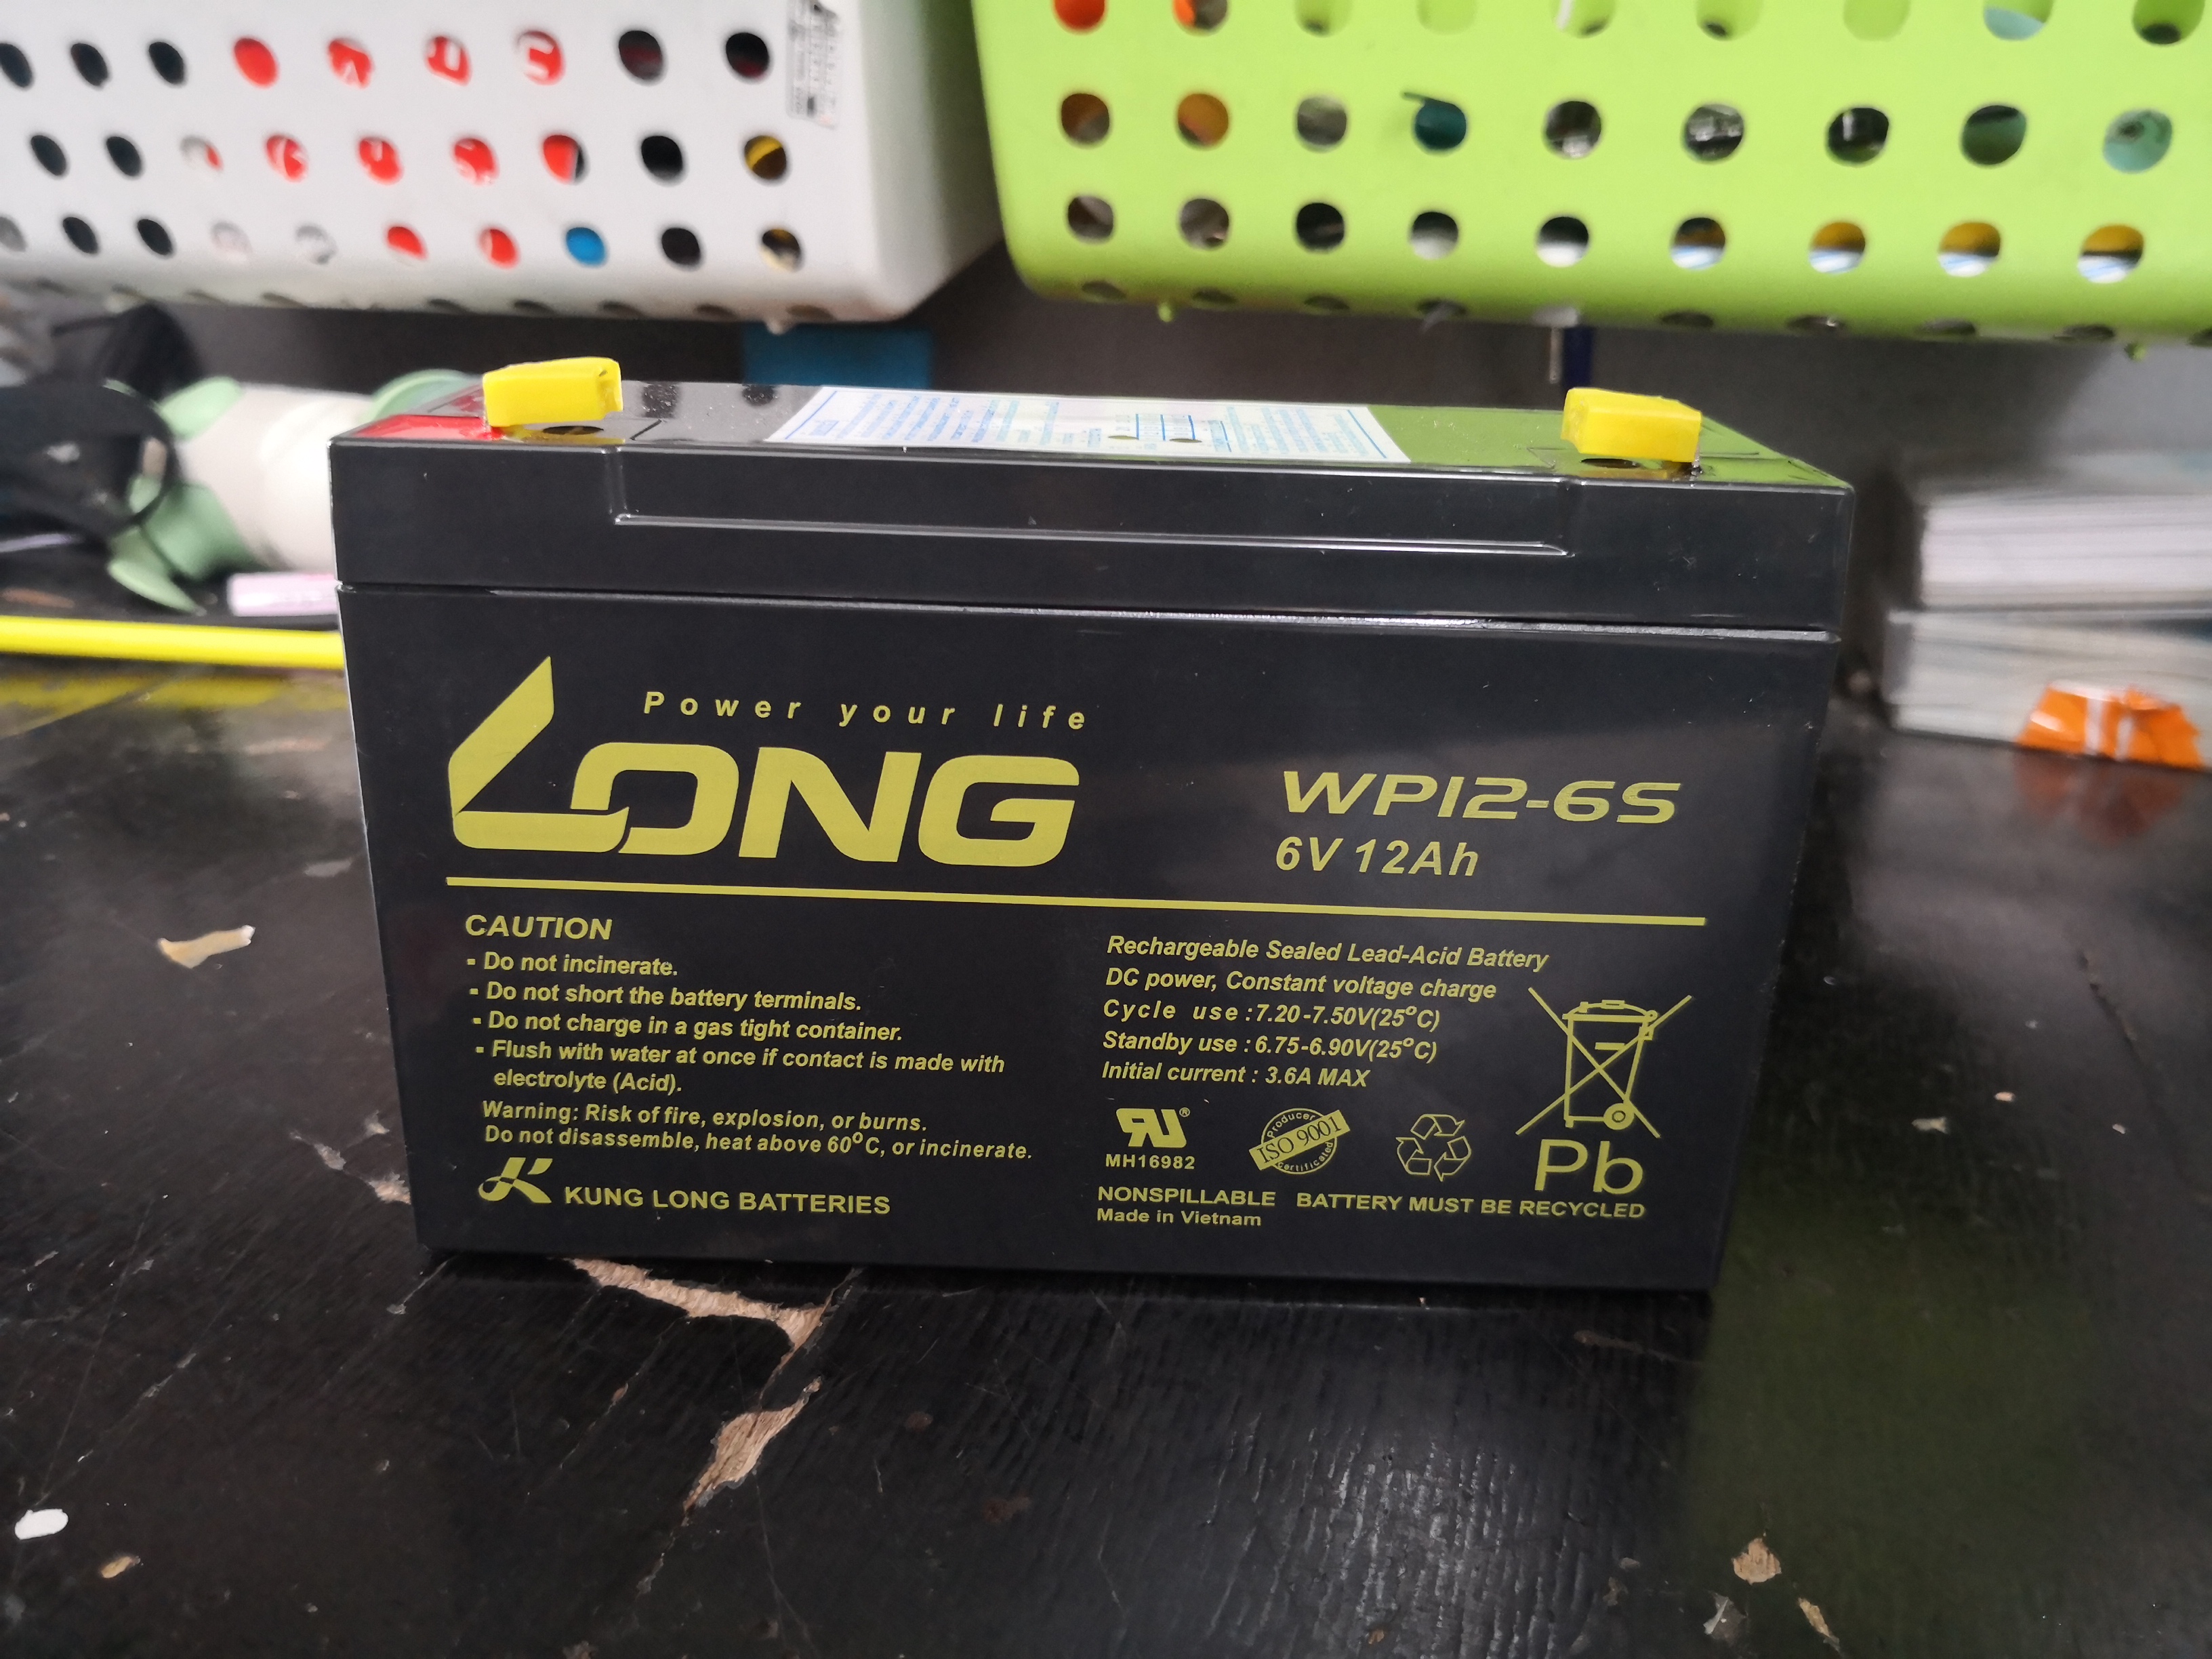 Power your life
LONG
WP12-6S
6V 12Ah
CAUTION
▪ Do not incinerate.
▪ Do not short the battery terminals.
▪ Do not charge in a gas tight container.
▪ Flush with water at once if contact is made with
electrolyte (Acid).
Warning: Risk of fire, explosion, or burns.
Do not disassemble, heat above 60°C, or incinerate.
KUNG LONG BATTERIES
Rechargeable Sealed Lead-Acid Battery
DC power, Constant voltage charge
Cycle use : 7.20-7.50V(25°C)
Standby use : 6.75-6.90V(25°C)
Initial current : 3.6A MAX
RU®
MH16982
Producer
ISO 9001
certificated
Pb
NONSPILLABLE BATTERY MUST BE RECYCLED
Made in Vietnam